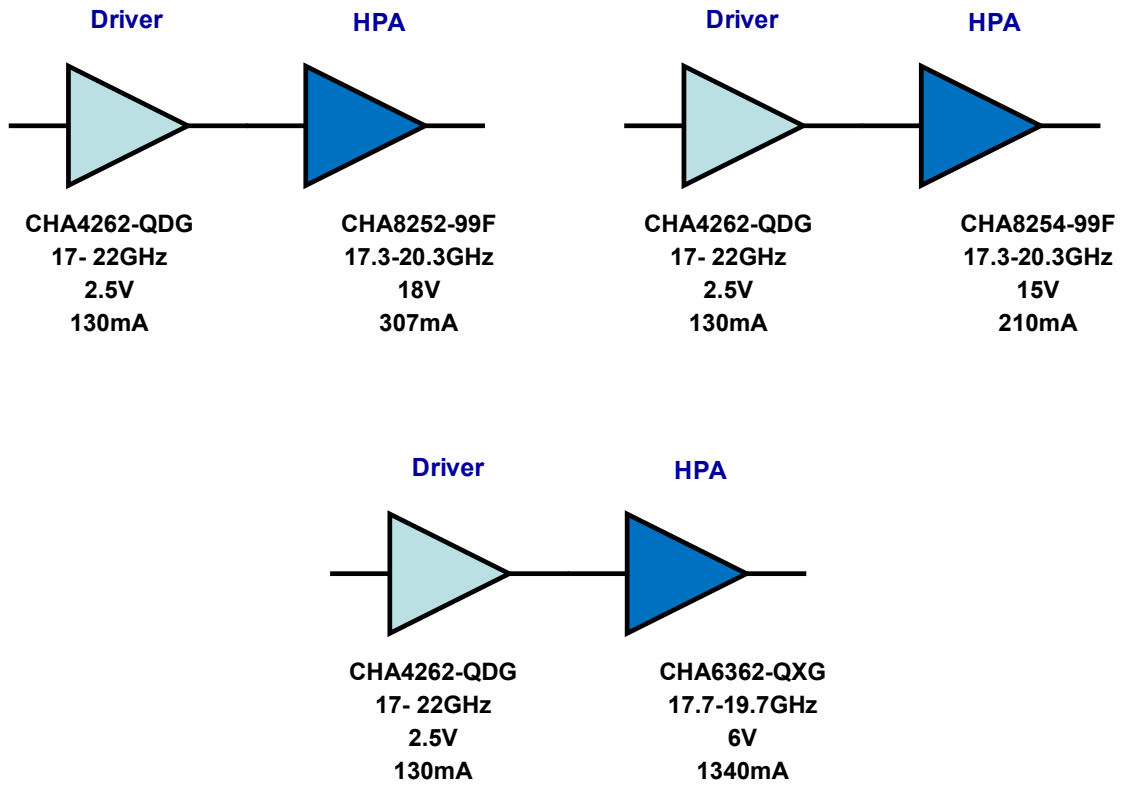 Driver
HPA
CHA4262-QDG
17- 22GHz
2.5V
130mA
CHA8252-99F
17.3-20.3GHz
18V
307mA
Driver
HPA
CHA4262-QDG
17- 22GHz
2.5V
130mA
CHA8254-99F
17.3-20.3GHz
15V
210mA
Driver
HPA
CHA4262-QDG
17- 22GHz
2.5V
130mA
CHA6362-QXG
17.7-19.7GHz
6V
1340mA